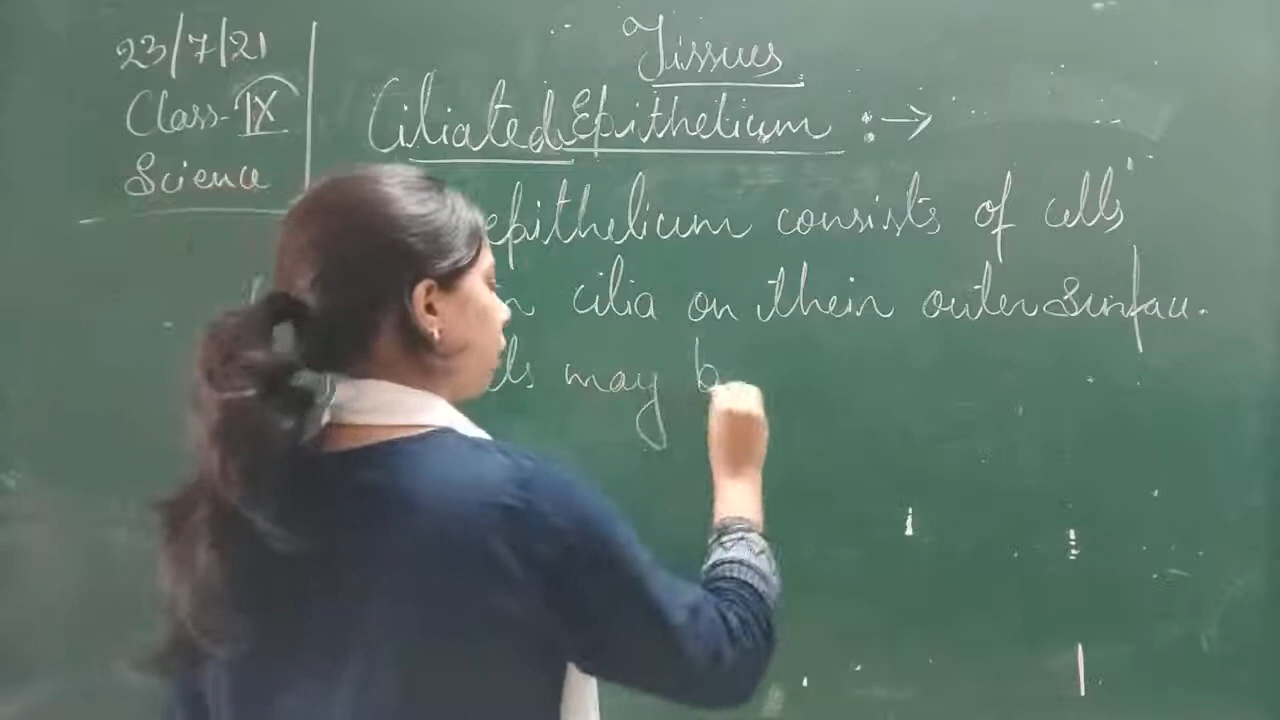 23/7/21
Class-IX
Science
Tissues
Ciliated Epithelium :→
epithelium consists of cells
cilia on their outer surface.
may b